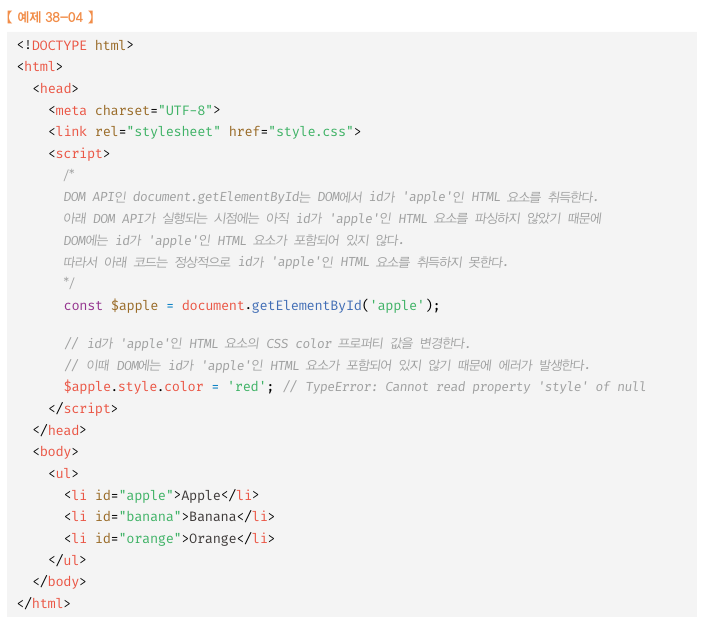 【 예제 38-04 】
<!DOCTYPE html>
<html>
  <head>
    <meta charset="UTF-8">
    <link rel="stylesheet" href="style.css">
    <script>
      /*
      DOM API인 document.getElementById는 DOM에서 id가 'apple'인 HTML 요소를 취득한다.
      아래 DOM API가 실행되는 시점에는 아직 id가 'apple'인 HTML 요소를 파싱하지 않았기 때문에
      DOM에는 id가 'apple'인 HTML 요소가 포함되어 있지 않다.
      따라서 아래 코드는 정상적으로 id가 'apple'인 HTML 요소를 취득하지 못한다.
      */
      const $apple = document.getElementById('apple');
      // id가 'apple'인 HTML 요소의 CSS color 프로퍼티 값을 변경한다.
      // 이때 DOM에는 id가 'apple'인 HTML 요소가 포함되어 있지 않기 때문에 에러가 발생한다.
      $apple.style.color = 'red'; // TypeError: Cannot read property 'style' of null
    </script>
  </head>
  <body>
    <ul>
      <li id="apple">Apple</li>
      <li id="banana">Banana</li>
      <li id="orange">Orange</li>
    </ul>
  </body>
</html>